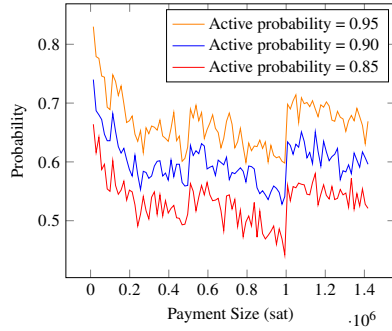 Active probability = 0.95
Active probability = 0.90
Active probability = 0.85
Probability
0.8
0.7
0.6
0.5
0 0.2 0.4 0.6 0.8 1 1.2 1.4
Payment Size (sat)
·10⁶